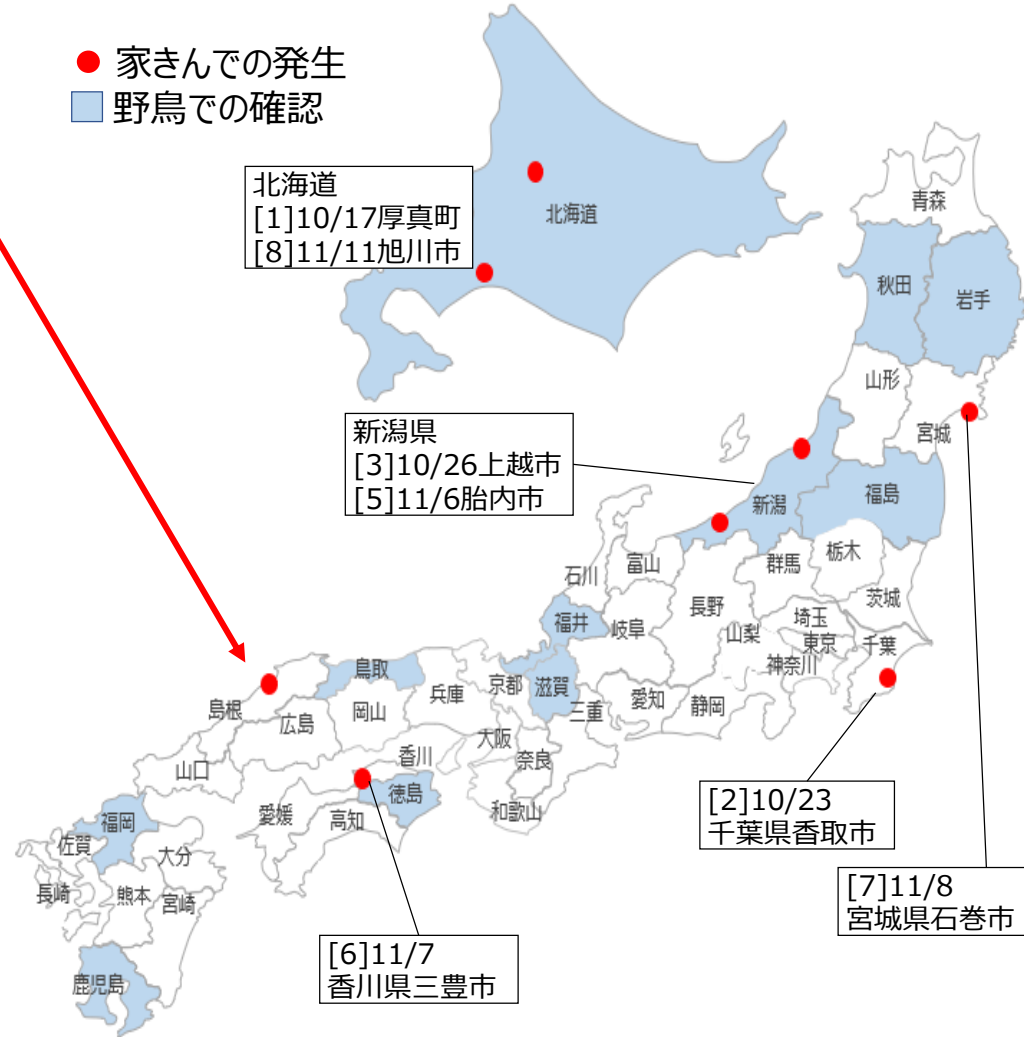 家きんでの発生
野鳥での確認
北海道
[1]10/17厚真町
[8]11/11旭川市
北海道
青森
秋田
岩手
山形
宮城
新潟県
[3]10/26上越市
[5]11/6胎内市
新潟
福島
石川
富山
群馬
栃木
茨城
長野
埼玉
福井
岐阜
山梨
東京
千葉
神奈川
鳥取
兵庫
京都
滋賀
愛知
静岡
三重
島根
広島
岡山
大阪
奈良
山口
香川
和歌山
愛媛
高知
徳島
福岡
佐賀
大分
長崎
熊本
宮崎
鹿児島
[2]10/23
千葉県香取市
[7]11/8
宮城県石巻市
[6]11/7
香川県三豊市